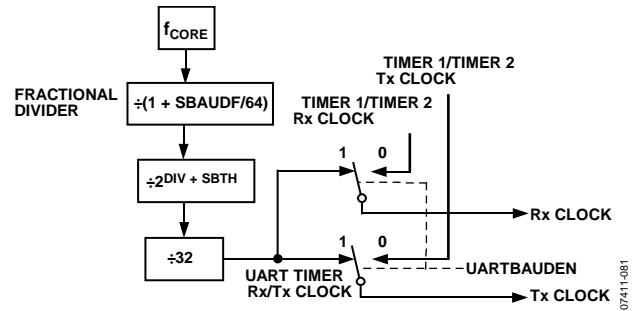 fCORE
TIMER 1/TIMER 2
Tx CLOCK
FRACTIONAL
DIVIDER
÷(1 + SBAUDF/64)
TIMER 1/TIMER 2
Rx CLOCK
1 0
÷2DIV + SBTH
Rx CLOCK
÷32
1 0
UART TIMER
Rx/Tx CLOCK
UARTBAUDEN
Tx CLOCK
07411-081